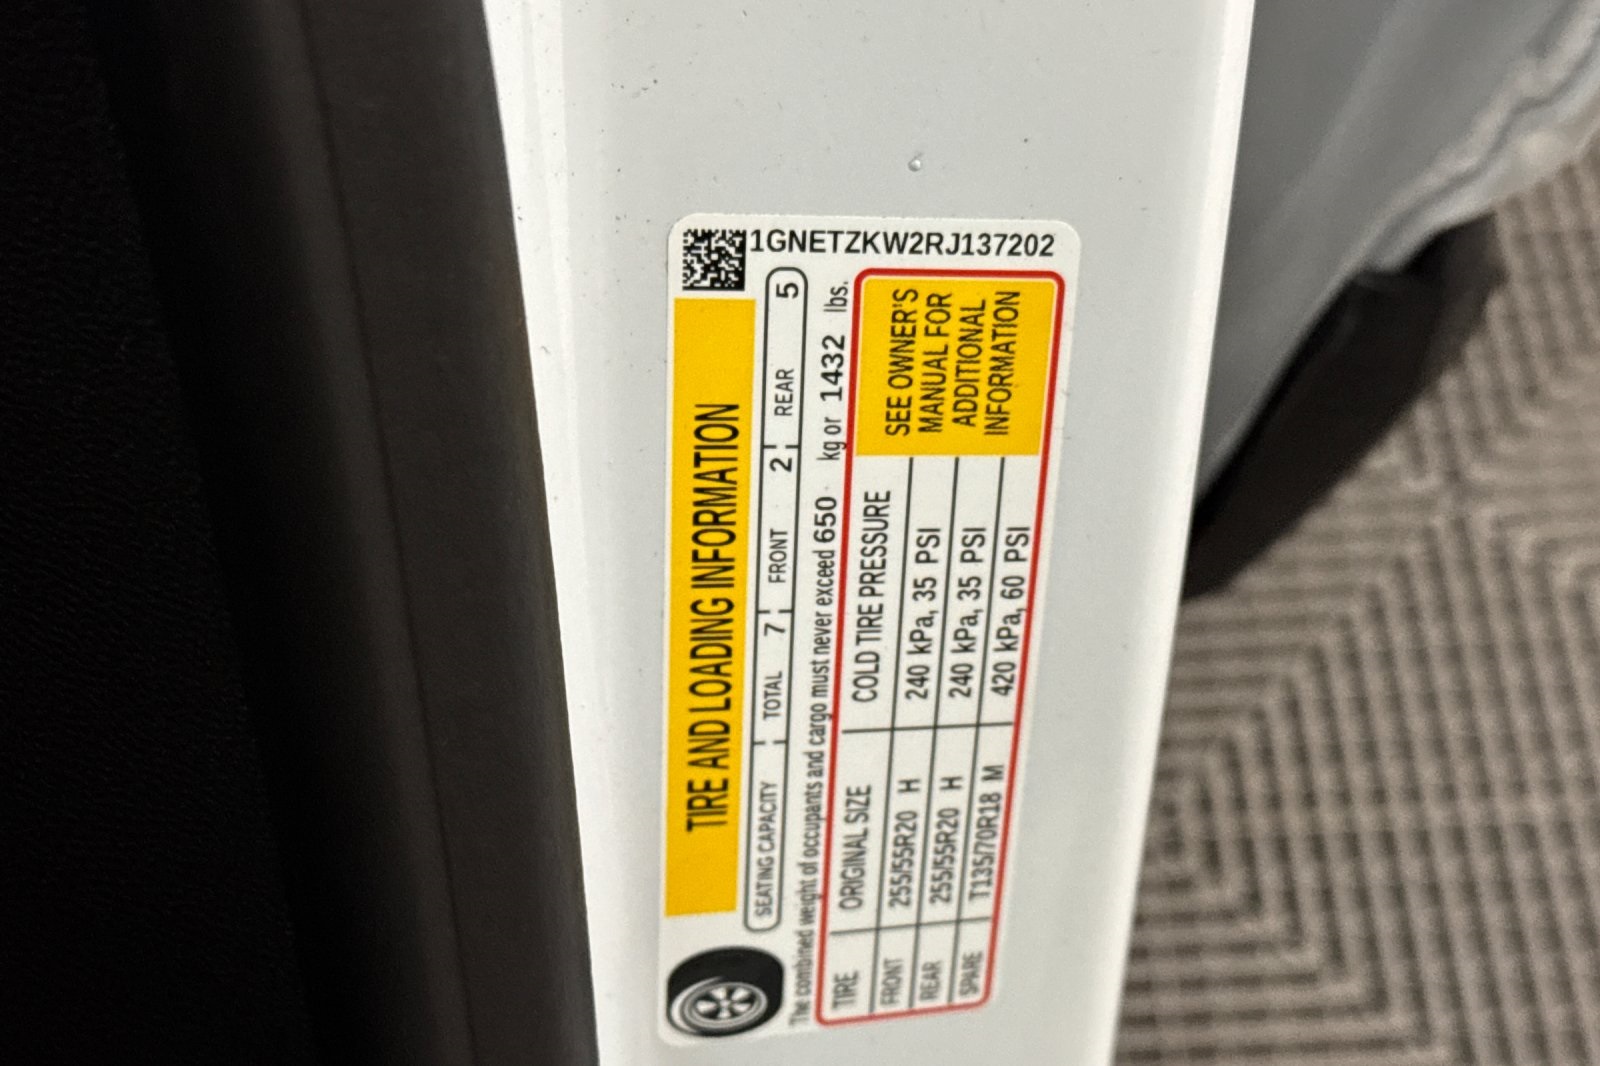 1GNETZKW2RJ137202
TIRE AND LOADING INFORMATION
SEATING CAPACITY TOTAL 7 FRONT 2 REAR 5
The combined weight of occupants and cargo must never exceed 650 kg or 1432 lbs.
TIRE ORIGINAL SIZE COLD TIRE PRESSURE
FRONT 255/55R20 H 240 kPa, 35 PSI
REAR 255/55R20 H 240 kPa, 35 PSI
SPARE T135/70R18 M 420 kPa, 60 PSI
SEE OWNER'S
MANUAL FOR
ADDITIONAL
INFORMATION